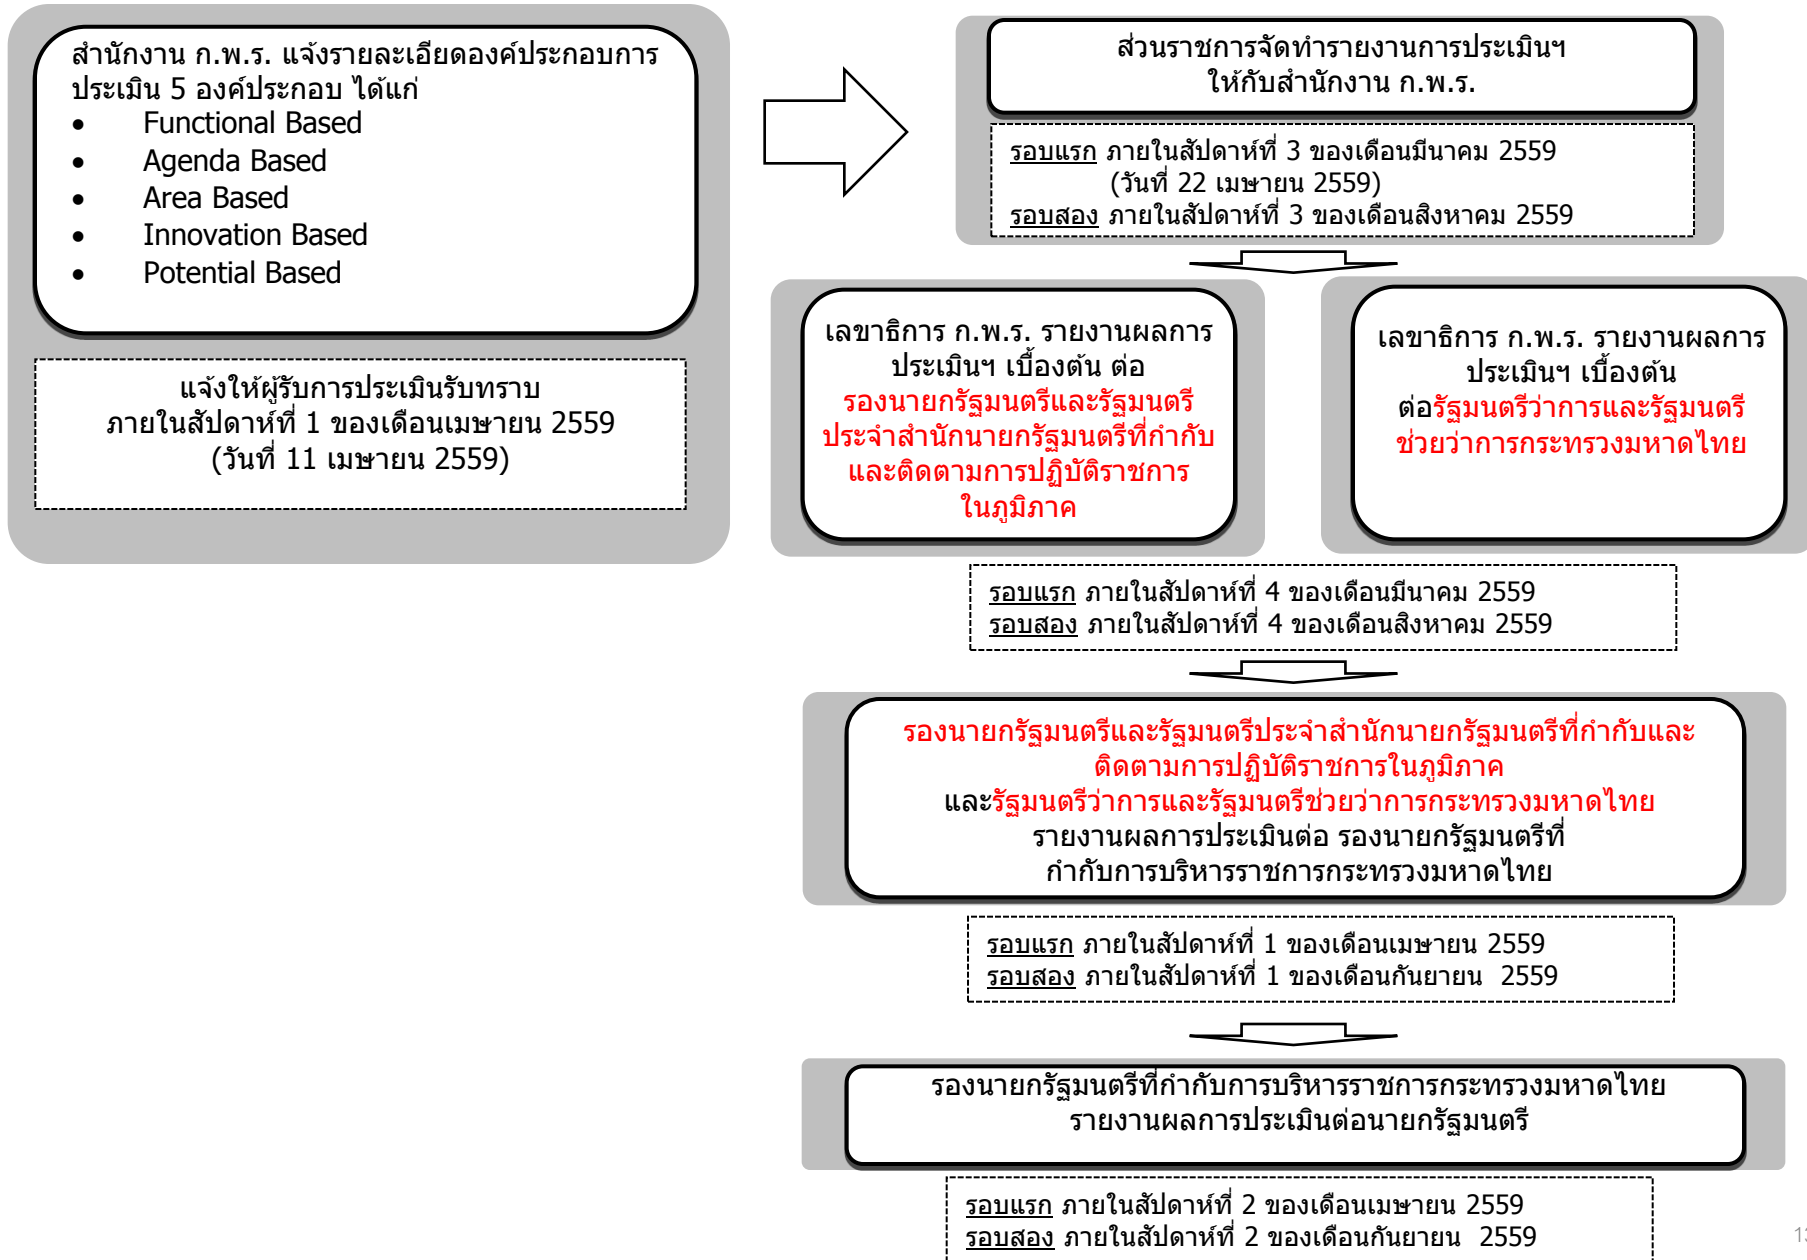 สำนักงาน ก.พ.ร. แจ้งรายละเอียดองค์ประกอบการ
ประเมิน 5 องค์ประกอบ ได้แก่
• Functional Based
• Agenda Based
• Area Based
• Innovation Based
• Potential Based
แจ้งให้ผู้รับการประเมินรับทราบ
ภายในสัปดาห์ที่ 1 ของเดือนเมษายน 2559
(วันที่ 11 เมษายน 2559)
ส่วนราชการจัดทำรายงานการประเมินฯ
ให้กับสำนักงาน ก.พ.ร.
รอบแรก ภายในสัปดาห์ที่ 3 ของเดือนมีนาคม 2559
(วันที่ 22 เมษายน 2559)
รอบสอง ภายในสัปดาห์ที่ 3 ของเดือนสิงหาคม 2559
เลขาธิการ ก.พ.ร. รายงานผลการ
ประเมินฯ เบื้องต้น ต่อ
รองนายกรัฐมนตรีและรัฐมนตรี
ประจำสำนักนายกรัฐมนตรีที่กำกับ
และติดตามการปฏิบัติราชการ
ในภูมิภาค
เลขาธิการ ก.พ.ร. รายงานผลการ
ประเมินฯ เบื้องต้น
ต่อรัฐมนตรีว่าการและรัฐมนตรี
ช่วยว่าการกระทรวงมหาดไทย
รอบแรก ภายในสัปดาห์ที่ 4 ของเดือนมีนาคม 2559
รอบสอง ภายในสัปดาห์ที่ 4 ของเดือนสิงหาคม 2559
รองนายกรัฐมนตรีและรัฐมนตรีประจำสำนักนายกรัฐมนตรีที่กำกับและ
ติดตามการปฏิบัติราชการในภูมิภาค
และรัฐมนตรีว่าการและรัฐมนตรีช่วยว่าการกระทรวงมหาดไทย
รายงานผลการประเมินต่อ รองนายกรัฐมนตรีที่
กำกับการบริหารราชการกระทรวงมหาดไทย
รอบแรก ภายในสัปดาห์ที่ 1 ของเดือนเมษายน 2559
รอบสอง ภายในสัปดาห์ที่ 1 ของเดือนกันยายน 2559
รองนายกรัฐมนตรีที่กำกับการบริหารราชการกระทรวงมหาดไทย
รายงานผลการประเมินต่อนายกรัฐมนตรี
รอบแรก ภายในสัปดาห์ที่ 2 ของเดือนเมษายน 2559
รอบสอง ภายในสัปดาห์ที่ 2 ของเดือนกันยายน 2559